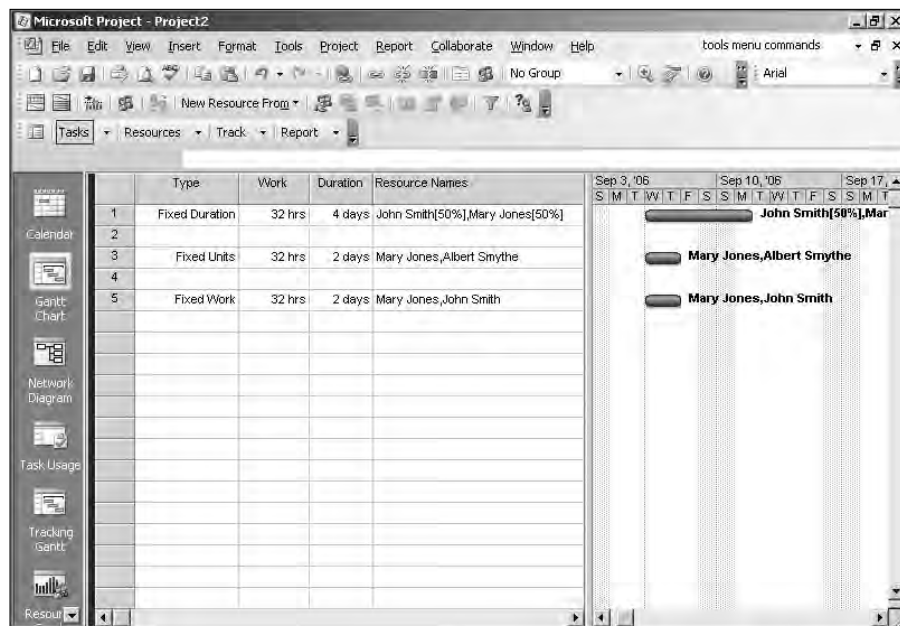 Microsoft Project - Project2
File Edit View Insert Format Tools Project Report Collaborate Window Help tools menu commands
No Group Arial
New Resource From
Tasks Resources Track Report
Type Work Duration Resource Names Sep 3, '06 Sep 10, '06 Sep 17,
S M T W T F S S M T W T F S S M T
1 Fixed Duration 32 hrs 4 days John Smith[50%],Mary Jones[50%] John Smith[50%],Mar
2
3 Fixed Units 32 hrs 2 days Mary Jones,Albert Smythe Mary Jones,Albert Smythe
4
5 Fixed Work 32 hrs 2 days Mary Jones,John Smith Mary Jones,John Smith
Calendar
Gantt
Chart
Network
Diagram
Task Usage
Tracking
Gantt
Resour